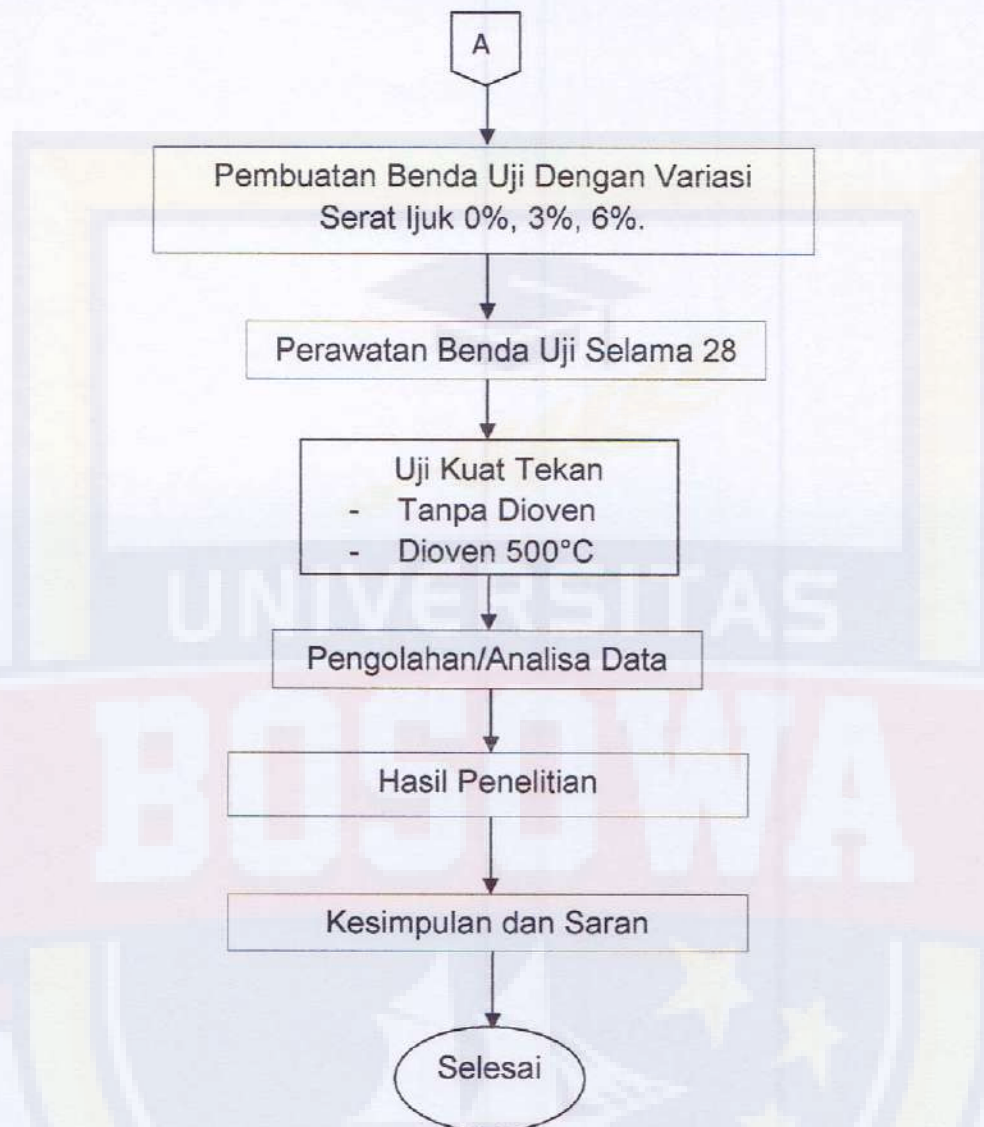 A
Pembuatan Benda Uji Dengan Variasi
Serat Ijuk 0%, 3%, 6%.
Perawatan Benda Uji Selama 28
Uji Kuat Tekan
- Tanpa Dioven
- Dioven 500°C
UNIVERSITAS
Pengolahan/Analisa Data
BOSOWA
Hasil Penelitian
Kesimpulan dan Saran
Selesai